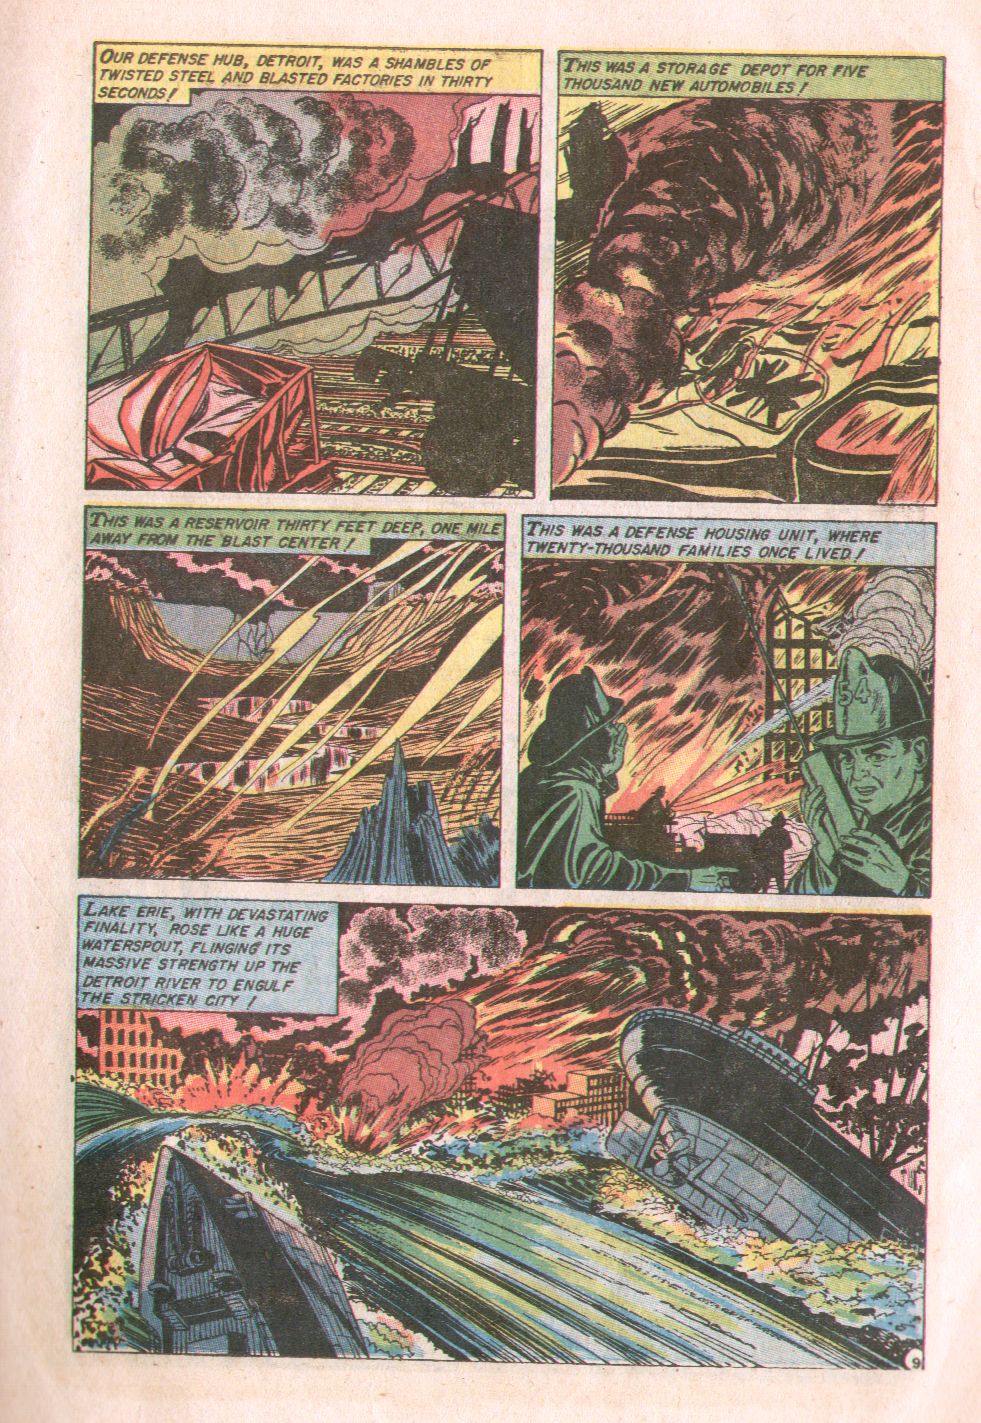 OUR DEFENSE HUB, DETROIT, WAS A SHAMBLES OF
TWISTED STEEL AND BLASTED FACTORIES IN THIRTY
SECONDS!
THIS WAS A STORAGE DEPOT FOR FIVE
THOUSAND NEW AUTOMOBILES!
THIS WAS A RESERVOIR THIRTY FEET DEEP, ONE MILE
AWAY FROM THE BLAST CENTER!
THIS WAS A DEFENSE HOUSING UNIT, WHERE
TWENTY-THOUSAND FAMILIES ONCE LIVED!
54
LAKE ERIE, WITH DEVASTATING
FINALITY, ROSE LIKE A HUGE
WATERSPOUT, FLINGING ITS
MASSIVE STRENGTH UP THE
DETROIT RIVER TO ENGULF
THE STRICKEN CITY!
9